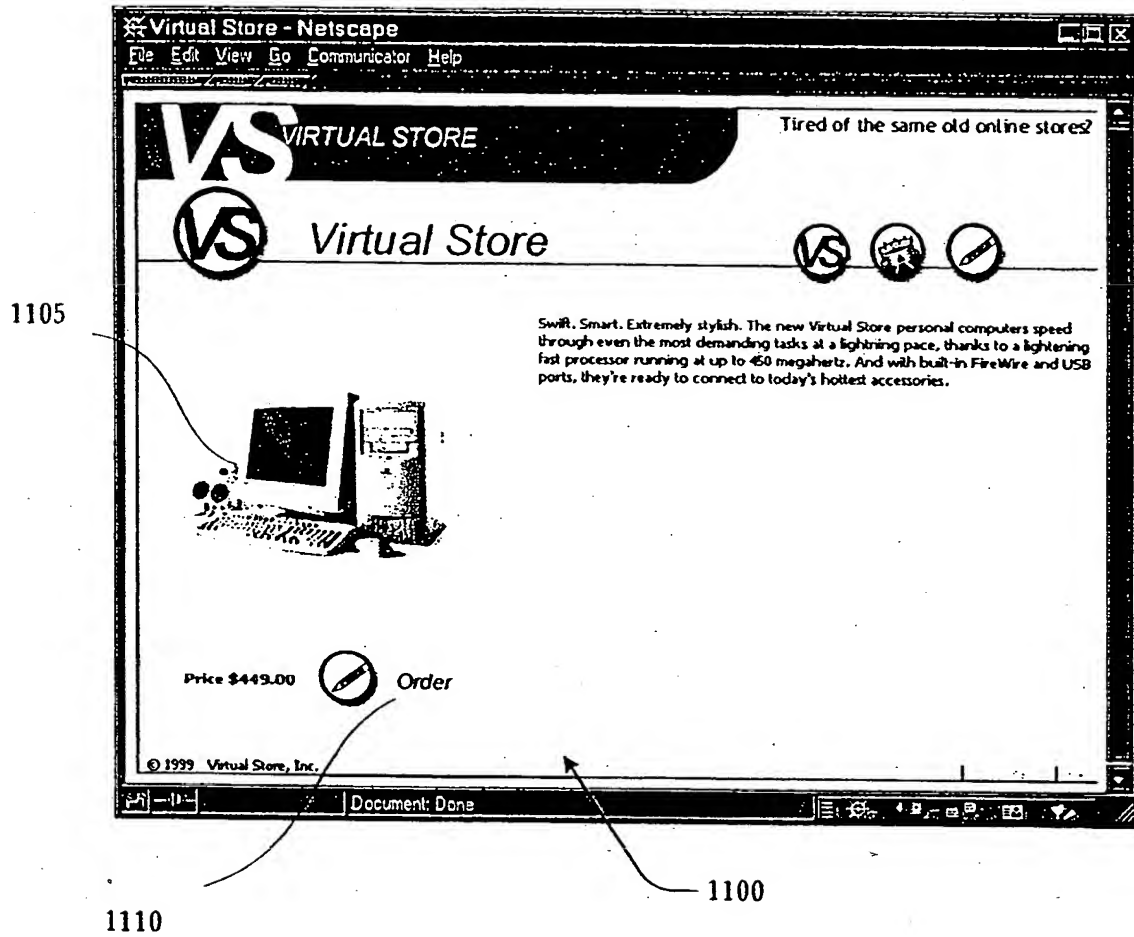 Virtual Store - Netscape
File Edit View Go Communicator Help
VS VIRTUAL STORE
Tired of the same old online stores?
VS Virtual Store
VS
1105
Swift. Smart. Extremely stylish. The new Virtual Store personal computers speed
through even the most demanding tasks at a lightning pace, thanks to a lightening
fast processor running at up to 450 megahertz. And with built-in FireWire and USB
ports, they're ready to connect to today's hottest accessories.
Price $449.00 Order
© 1999 Virtual Store, Inc.
Document: Done
1100
1110